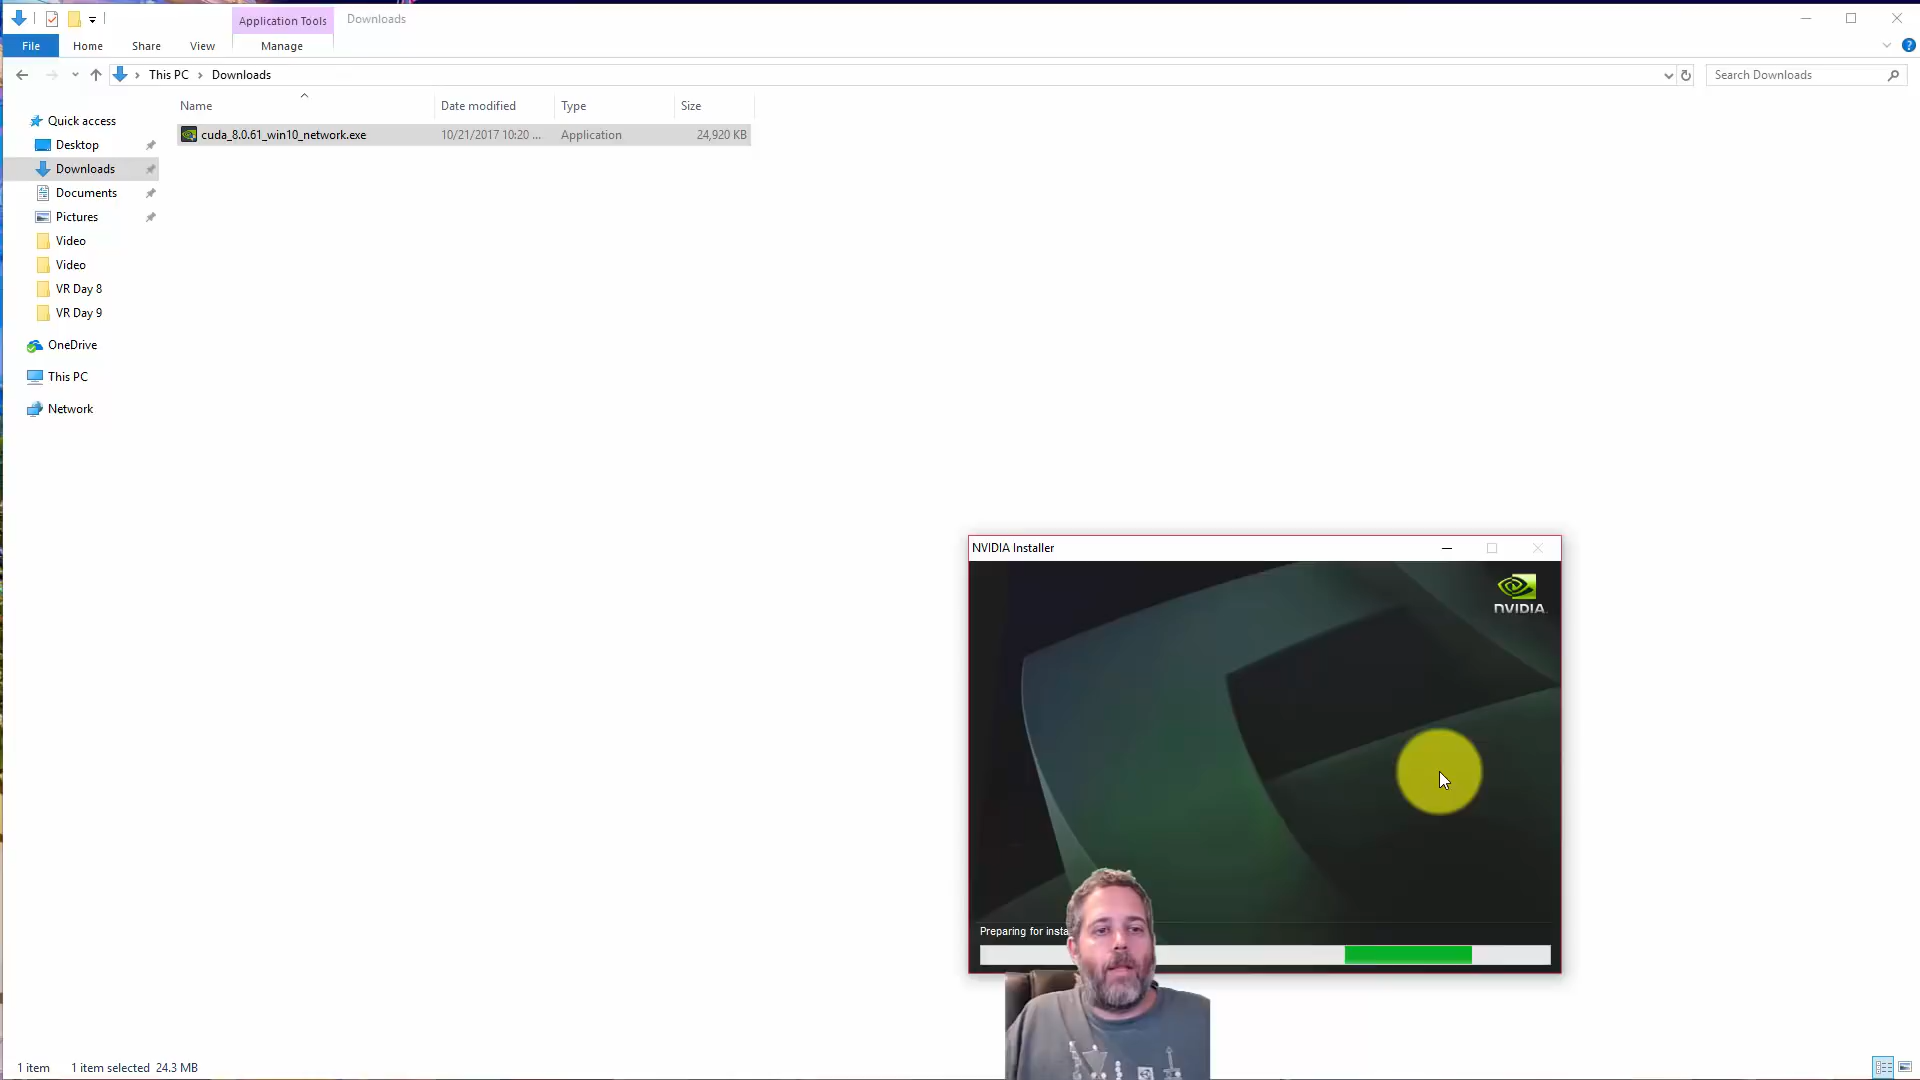 Application Tools
Downloads
File
Home
Share
View
Manage
This PC
Downloads
Search Downloads
Name
Date modified
Type
Size
cuda_8.0.61_win10_network.exe
10/21/2017 10:20 ...
Application
24,920 KB
Quick access
Desktop
Downloads
Documents
Pictures
Video
Video
VR Day 8
VR Day 9
OneDrive
This PC
Network
NVIDIA Installer
NVIDIA
Preparing for insta
1 item
1 item selected 24.3 MB